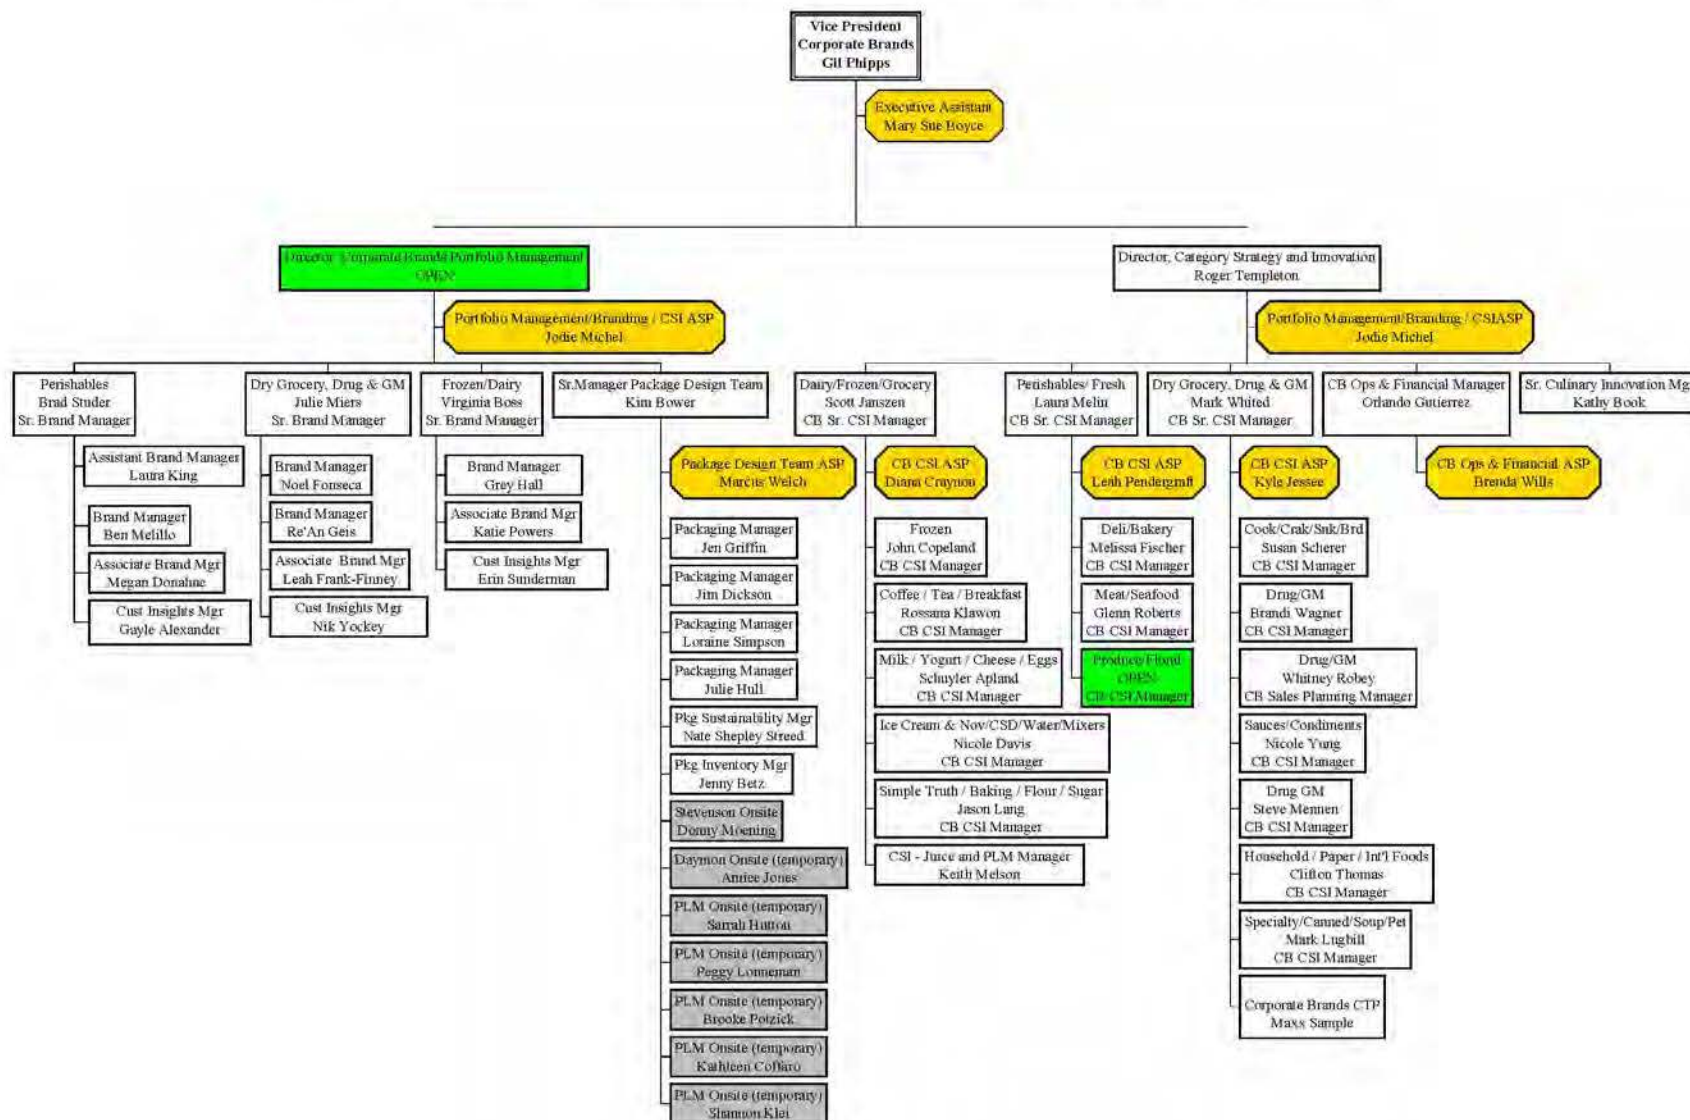 Vice President
Corporate Brands
Gil Phipps
Executive Assistant
Mary Sue Boyce
Director, Corporate Brands Portfolio Management
OPEN
Director, Category Strategy and Innovation
Roger Templeton
Portfolio Management/Branding / CSI ASP
Jodie Michel
Portfolio Management/Branding / CSIASP
Jodie Michel
Perishables
Brad Studer
Sr. Brand Manager
Assistant Brand Manager
Laura King
Brand Manager
Ben Melillo
Associate Brand Mgr
Megan Donahue
Cust Insights Mgr
Gayle Alexander
Dry Grocery, Drug & GM
Julie Miers
Sr. Brand Manager
Brand Manager
Noel Fonseca
Brand Manager
Re'An Geis
Associate Brand Mgr
Leah Frank-Finney
Cust Insights Mgr
Nik Yockey
Frozen/Dairy
Virginia Boss
Sr. Brand Manager
Brand Manager
Grey Hall
Associate Brand Mgr
Katie Powers
Cust Insights Mgr
Erin Sunderman
Sr.Manager Package Design Team
Kim Bower
Package Design Team ASP
Marcus Welch
Packaging Manager
Jen Griffin
Packaging Manager
Jim Dickson
Packaging Manager
Loraine Simpson
Packaging Manager
Julie Hull
Pkg Sustainability Mgr
Nate Shepley Streed
Pkg Inventory Mgr
Jenny Betz
Stevenson Onsite
Donny Moening
Daymon Onsite (temporary)
Jones
PLM Onsite (temporary)
Sarrah Hutton
PLM Onsite (temporary)
Peggy Lonneman
PLM Onsite (temporary)
Brooke Potzick
PLM Onsite (temporary)
Kathleen Coffaro
PLM Onsite (temporary)
Shannon Klei
Dairy/Frozen/Grocery
Scott Janszen
CB Sr. CSI Manager
CB CSI ASP
Diana Craynon
Frozen
John Copeland
CB CSI Manager
Coffee / Tea / Breakfast
Rossana Klawon
CB CSI Manager
Milk / Yogurt / Cheese / Eggs
Schuyler Apland
CB CSI Manager
Ice Cream & Nov/CSD/Water/Mixers
Nicole Davis
CB CSI Manager
Simple Truth / Baking / Flour / Sugar
Jason Lang
CB CSI Manager
CSI - Juice and PLM Manager
Keith Melson
Perishables/ Fresh
Laura Melin
CB Sr. CSI Manager
CB CSI ASP
Leah Pendergraft
Deli/Bakery
Melissa Fischer
CB CSI Manager
Meat/Seafood
Glenn Roberts
CB CSI Manager
Produce/Floral
OPEN
CB CSI Manager
Dry Grocery, Drug & GM
Mark Whited
CB Sr. CSI Manager
CB CSI ASP
Kyle Jessee
Cook/Crak/Snk/Brd
Susan Scherer
CB CSI Manager
Drug/GM
Brandi Wagner
CB CSI Manager
Drug/GM
Whitney Robey
CB Sales Planning Manager
Sauces/Condiments
Nicole Yung
CB CSI Manager
Drug GM
Steve Mennen
CB CSI Manager
Household / Paper / Int'l Foods
Clifton Thomas
CB CSI Manager
Specialty/Canned/Soup/Pet
Mark Lugbill
CB CSI Manager
Corporate Brands CTP
Maxx Sample
CB Ops & Financial Manager
Orlando Gutierrez
CB Ops & Financial ASP
Brenda Wills
Sr. Culinary Innovation Mg
Kathy Book